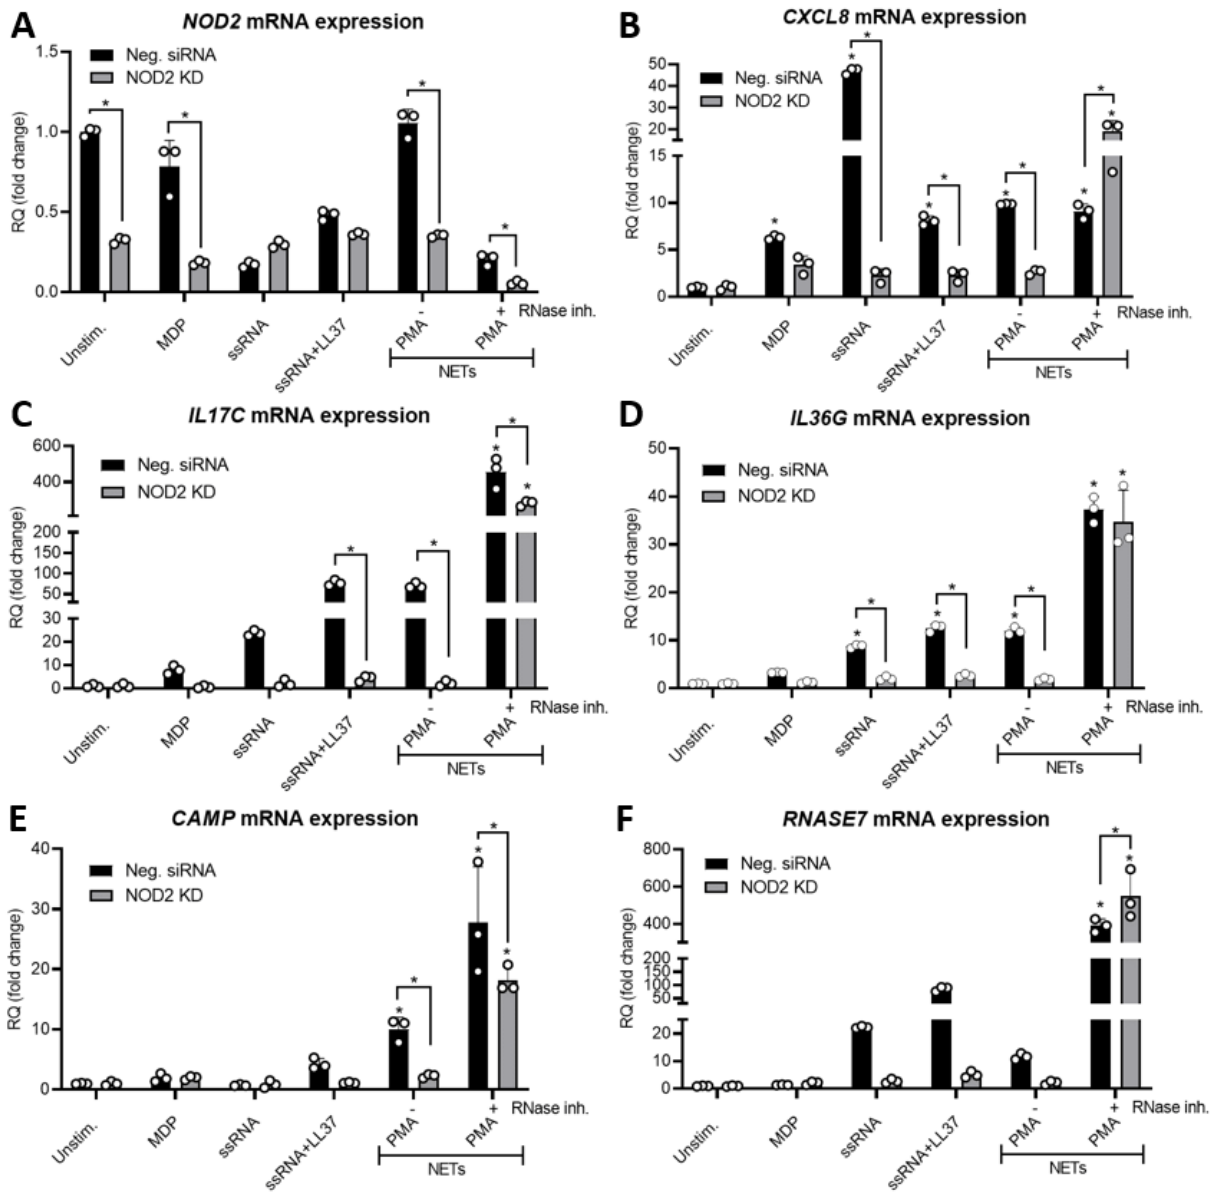 A
NOD2 mRNA expression
Neg. siRNA
NOD2 KD
RQ (fold change)
1.5
1.0
0.5
0.0
* * * *
Unstim.
MDP
ssRNA
ssRNA+LL37
PMA -
PMA +
RNase inh.
NETs
B
CXCL8 mRNA expression
Neg. siRNA
NOD2 KD
RQ (fold change)
50
40
30
20
15
10
5
0
* * * * * * * * * *
Unstim.
MDP
ssRNA
ssRNA+LL37
PMA -
PMA +
RNase inh.
NETs
C
IL17C mRNA expression
Neg. siRNA
NOD2 KD
RQ (fold change)
600
400
200
150
100
50
30
20
10
0
* * * * *
Unstim.
MDP
ssRNA
ssRNA+LL37
PMA -
PMA +
RNase inh.
NETs
D
IL36G mRNA expression
Neg. siRNA
NOD2 KD
RQ (fold change)
50
40
30
20
10
0
* * * * * * * *
Unstim.
MDP
ssRNA
ssRNA+LL37
PMA -
PMA +
RNase inh.
NETs
E
CAMP mRNA expression
Neg. siRNA
NOD2 KD
RQ (fold change)
40
30
20
10
0
* * * * *
Unstim.
MDP
ssRNA
ssRNA+LL37
PMA -
PMA +
RNase inh.
NETs
F
RNASE7 mRNA expression
Neg. siRNA
NOD2 KD
RQ (fold change)
800
600
400
200
150
100
50
20
10
0
* * *
Unstim.
MDP
ssRNA
ssRNA+LL37
PMA -
PMA +
RNase inh.
NETs